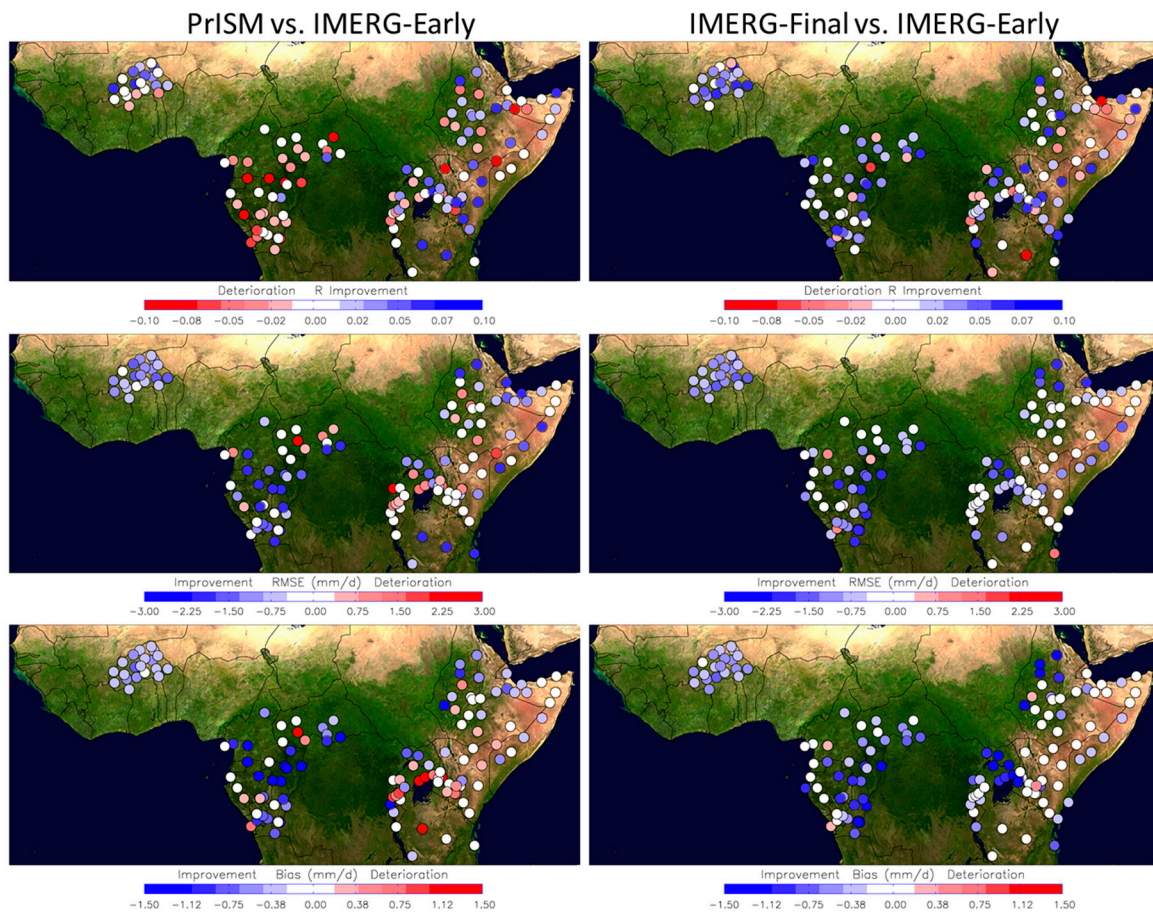 PrISM vs. IMERG-Early
IMERG-Final vs. IMERG-Early
Deterioration R Improvement
-0.10 -0.08 -0.05 -0.02 0.00 0.02 0.05 0.07 0.10
Deterioration R Improvement
-0.10 -0.08 -0.05 -0.02 0.00 0.02 0.05 0.07 0.10
Improvement RMSE (mm/d) Deterioration
-3.00 -2.25 -1.50 -0.75 0.00 0.75 1.50 2.25 3.00
Improvement RMSE (mm/d) Deterioration
-3.00 -2.25 -1.50 -0.75 0.00 0.75 1.50 2.25 3.00
Improvement Bias (mm/d) Deterioration
-1.50 -1.12 -0.75 -0.38 0.00 0.38 0.75 1.12 1.50
Improvement Bias (mm/d) Deterioration
-1.50 -1.12 -0.75 -0.38 0.00 0.38 0.75 1.12 1.50